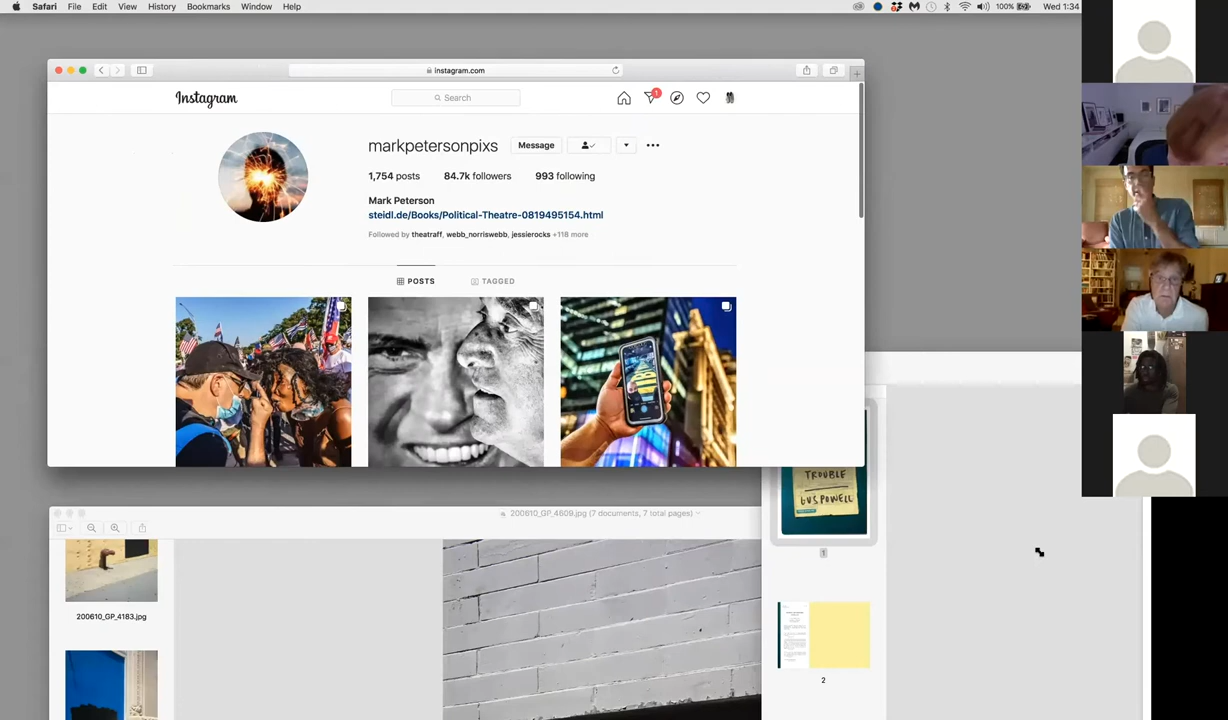 Safari File Edit View History Bookmarks Window Help
100% Wed 1:34
instagram.com
Instagram
Search
1
markpetersonpixs Message
1,754 posts 84.7k followers 993 following
Mark Peterson
steidl.de/Books/Political-Theatre-0819495154.html
Followed by theatraff, webb_norriswebb, jessierocks +118 more
POSTS TAGGED
TROUBLE
GUS POWELL
200610_GP_4609.jpg (7 documents, 7 total pages)
1
200610_GP_4183.jpg
2